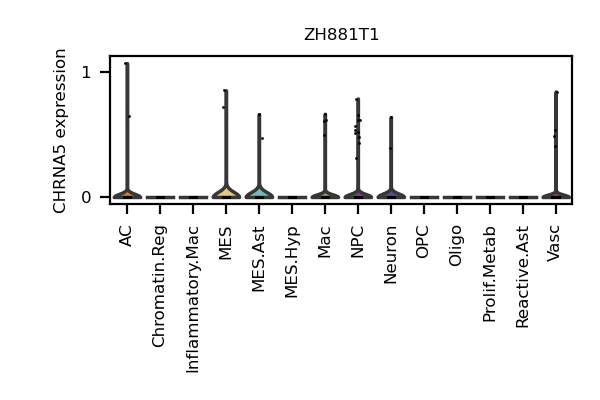 ZH881T1
CHRNA5 expression
1
0
AC
Chromatin.Reg
Inflammatory.Mac
MES
MES.Ast
MES.Hyp
Mac
NPC
Neuron
OPC
Oligo
Prolif.Metab
Reactive.Ast
Vasc